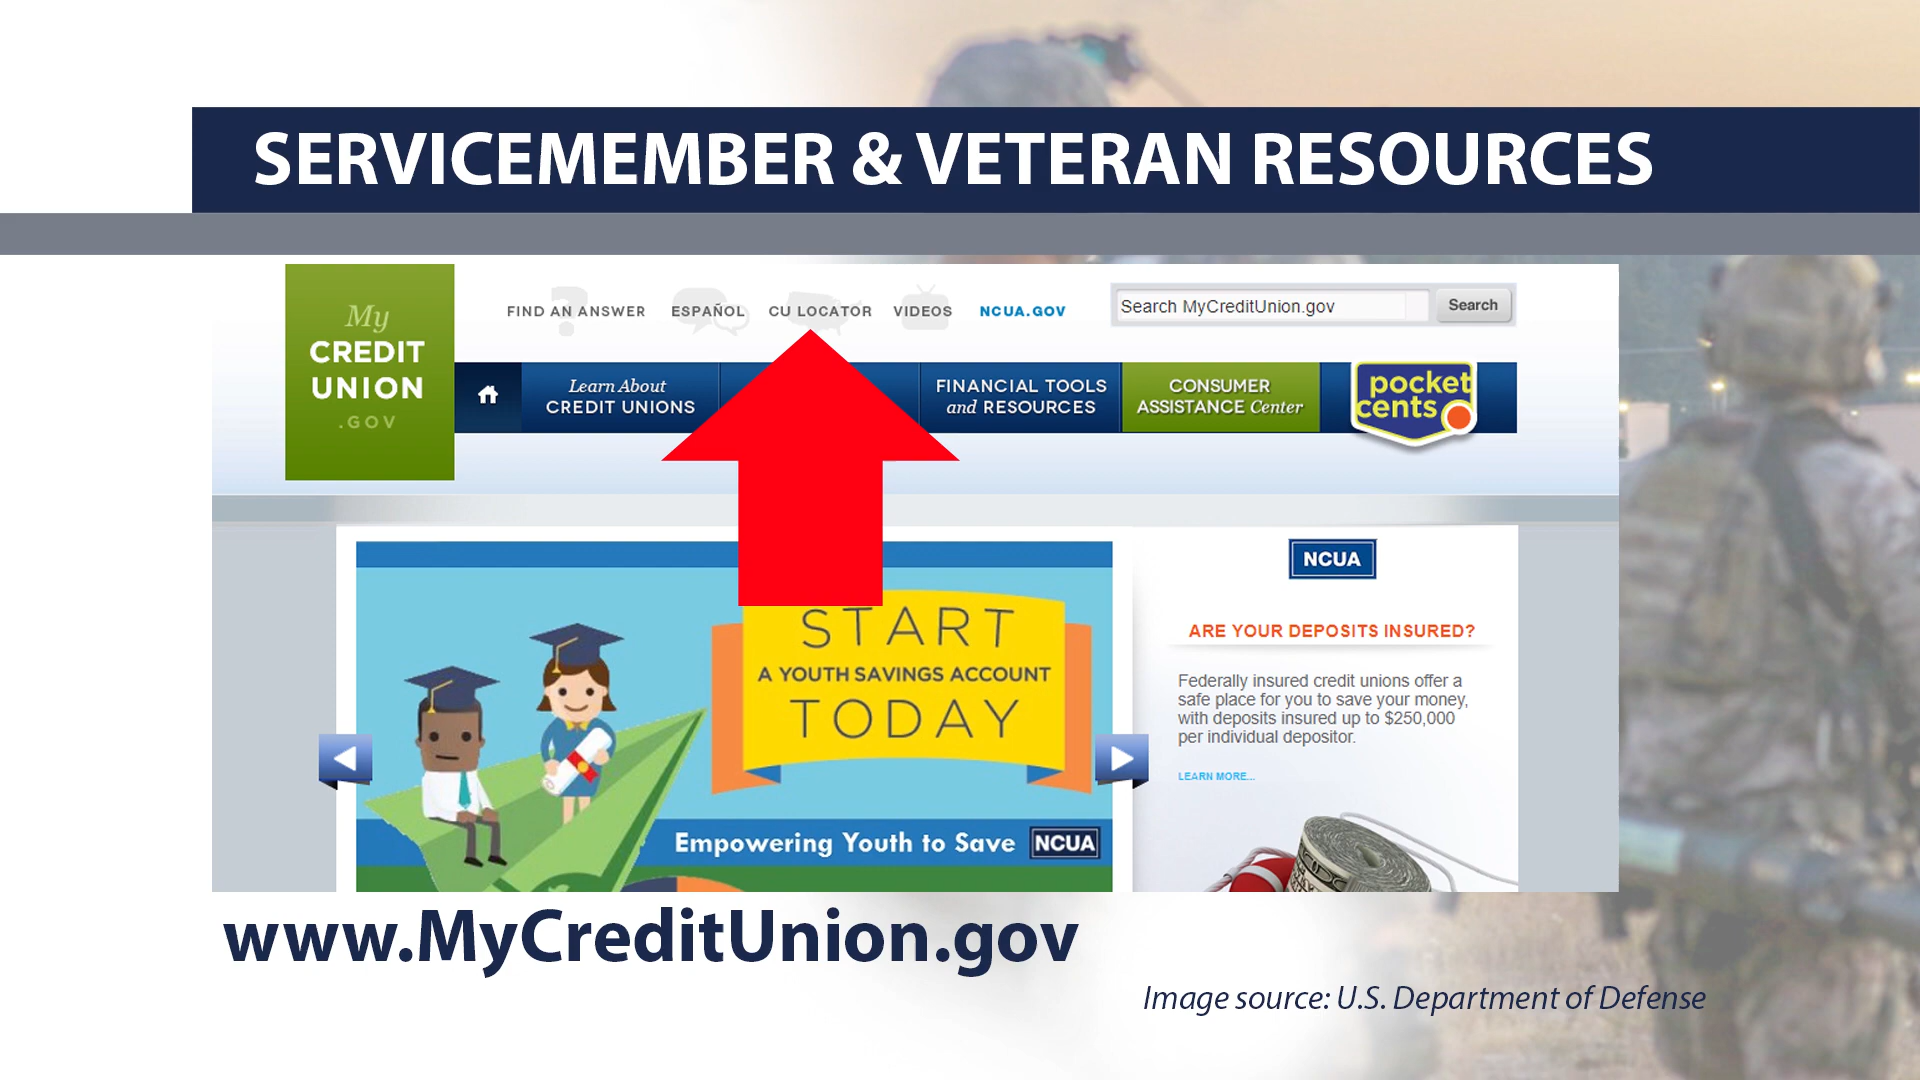 SERVICEMEMBER & VETERAN RESOURCES
My
CREDIT
UNION
.GOV
FIND AN ANSWER
ESPAÑOL
CU LOCATOR
VIDEOS
NCUA.GOV
Search MyCreditUnion.gov
Search
Learn About
CREDIT UNIONS
FINANCIAL TOOLS
and RESOURCES
CONSUMER
ASSISTANCE Center
pocket
cents
START
A YOUTH SAVINGS ACCOUNT
TODAY
Empowering Youth to Save NCUA
NCUA
ARE YOUR DEPOSITS INSURED?
Federally insured credit unions offer a
safe place for you to save your money,
with deposits insured up to $250,000
per individual depositor.
LEARN MORE...
www.MyCreditUnion.gov
Image source: U.S. Department of Defense